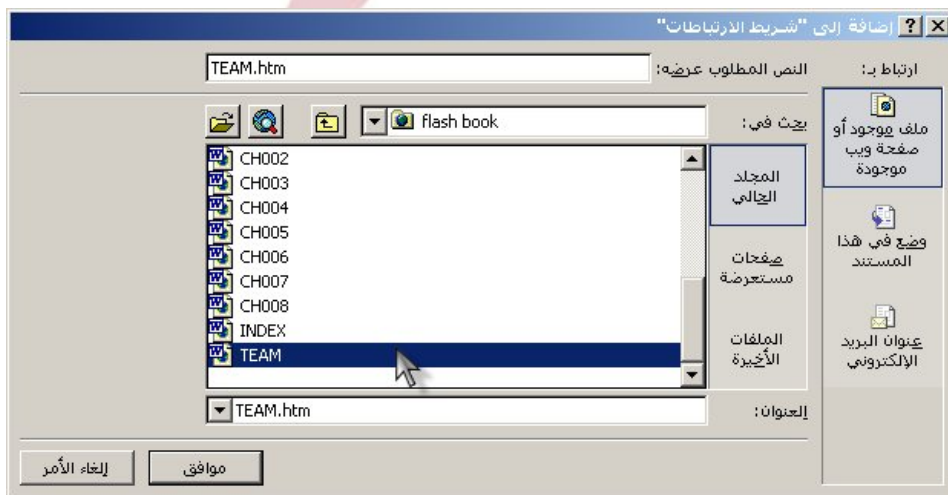 إضافة إلى "شريط الارتباطات"
ارتباط بـ:
ملف موجود أو
صفحة ويب
موجودة
وضع في هذا
المستند
عنوان البريد
الإلكتروني
النص المطلوب عرضه:
TEAM.htm
بحث في:
flash book
المجلد
الحالي
صفحات
مستعرضة
الملفات
الأخيرة
CH002
CH003
CH004
CH005
CH006
CH007
CH008
INDEX
TEAM
العنوان:
TEAM.htm
موافق
إلغاء الأمر